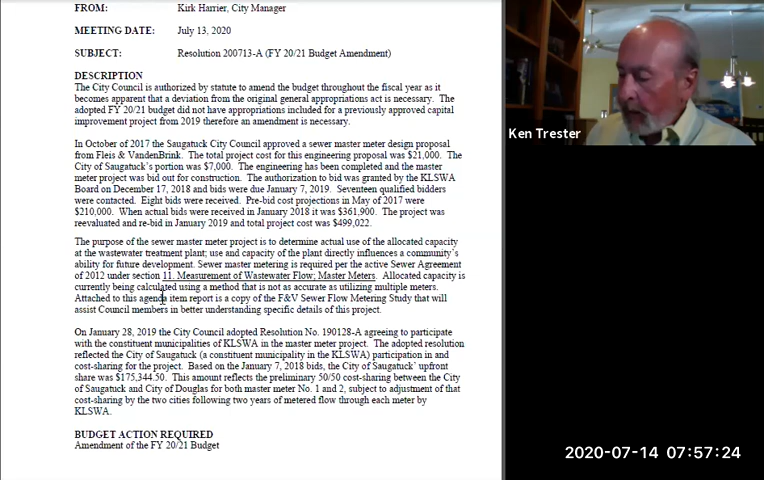 FROM: Kirk Harrier, City Manager
MEETING DATE: July 13, 2020
SUBJECT: Resolution 200713-A (FY 20/21 Budget Amendment)
DESCRIPTION
The City Council is authorized by statute to amend the budget throughout the fiscal year as it
becomes apparent that a deviation from the original general appropriations act is necessary. The
adopted FY 20/21 budget did not have appropriations included for a previously approved capital
improvement project from 2019 therefore an amendment is necessary.
In October of 2017 the Saugatuck City Council approved a sewer master meter design proposal
from Fleis & VandenBrink. The total project cost for this engineering proposal was $21,000. The
City of Saugatuck's portion was $7,000. The engineering has been completed and the master
meter project was bid out for construction. The authorization to bid was granted by the KLSWA
Board on December 17, 2018 and bids were due January 7, 2019. Seventeen qualified bidders
were contacted. Eight bids were received. Pre-bid cost projections in May of 2017 were
$210,000. When actual bids were received in January 2018 it was $361,900. The project was
reevaluated and re-bid in January 2019 and total project cost was $499,022.
The purpose of the sewer master meter project is to determine actual use of the allocated capacity
at the wastewater treatment plant; use and capacity of the plant directly influences a community's
ability for future development. Sewer master metering is required per the active Sewer Agreement
of 2012 under section 11. Measurement of Wastewater Flow; Master Meters. Allocated capacity is
currently being calculated using a method that is not as accurate as utilizing multiple meters.
Attached to this agenda item report is a copy of the F&V Sewer Flow Metering Study that will
assist Council members in better understanding specific details of this project.
On January 28, 2019 the City Council adopted Resolution No. 190128-A agreeing to participate
with the constituent municipalities of KLSWA in the master meter project. The adopted resolution
reflected the City of Saugatuck (a constituent municipality in the KLSWA) participation in and
cost-sharing for the project. Based on the January 7, 2018 bids, the City of Saugatuck' upfront
share was $175,344.50. This amount reflects the preliminary 50/50 cost-sharing between the City
of Saugatuck and City of Douglas for both master meter No. 1 and 2, subject to adjustment of that
cost-sharing by the two cities following two years of metered flow through each meter by
KLSWA.
BUDGET ACTION REQUIRED
Amendment of the FY 20/21 Budget
Ken Trester
2020-07-14 07:57:24